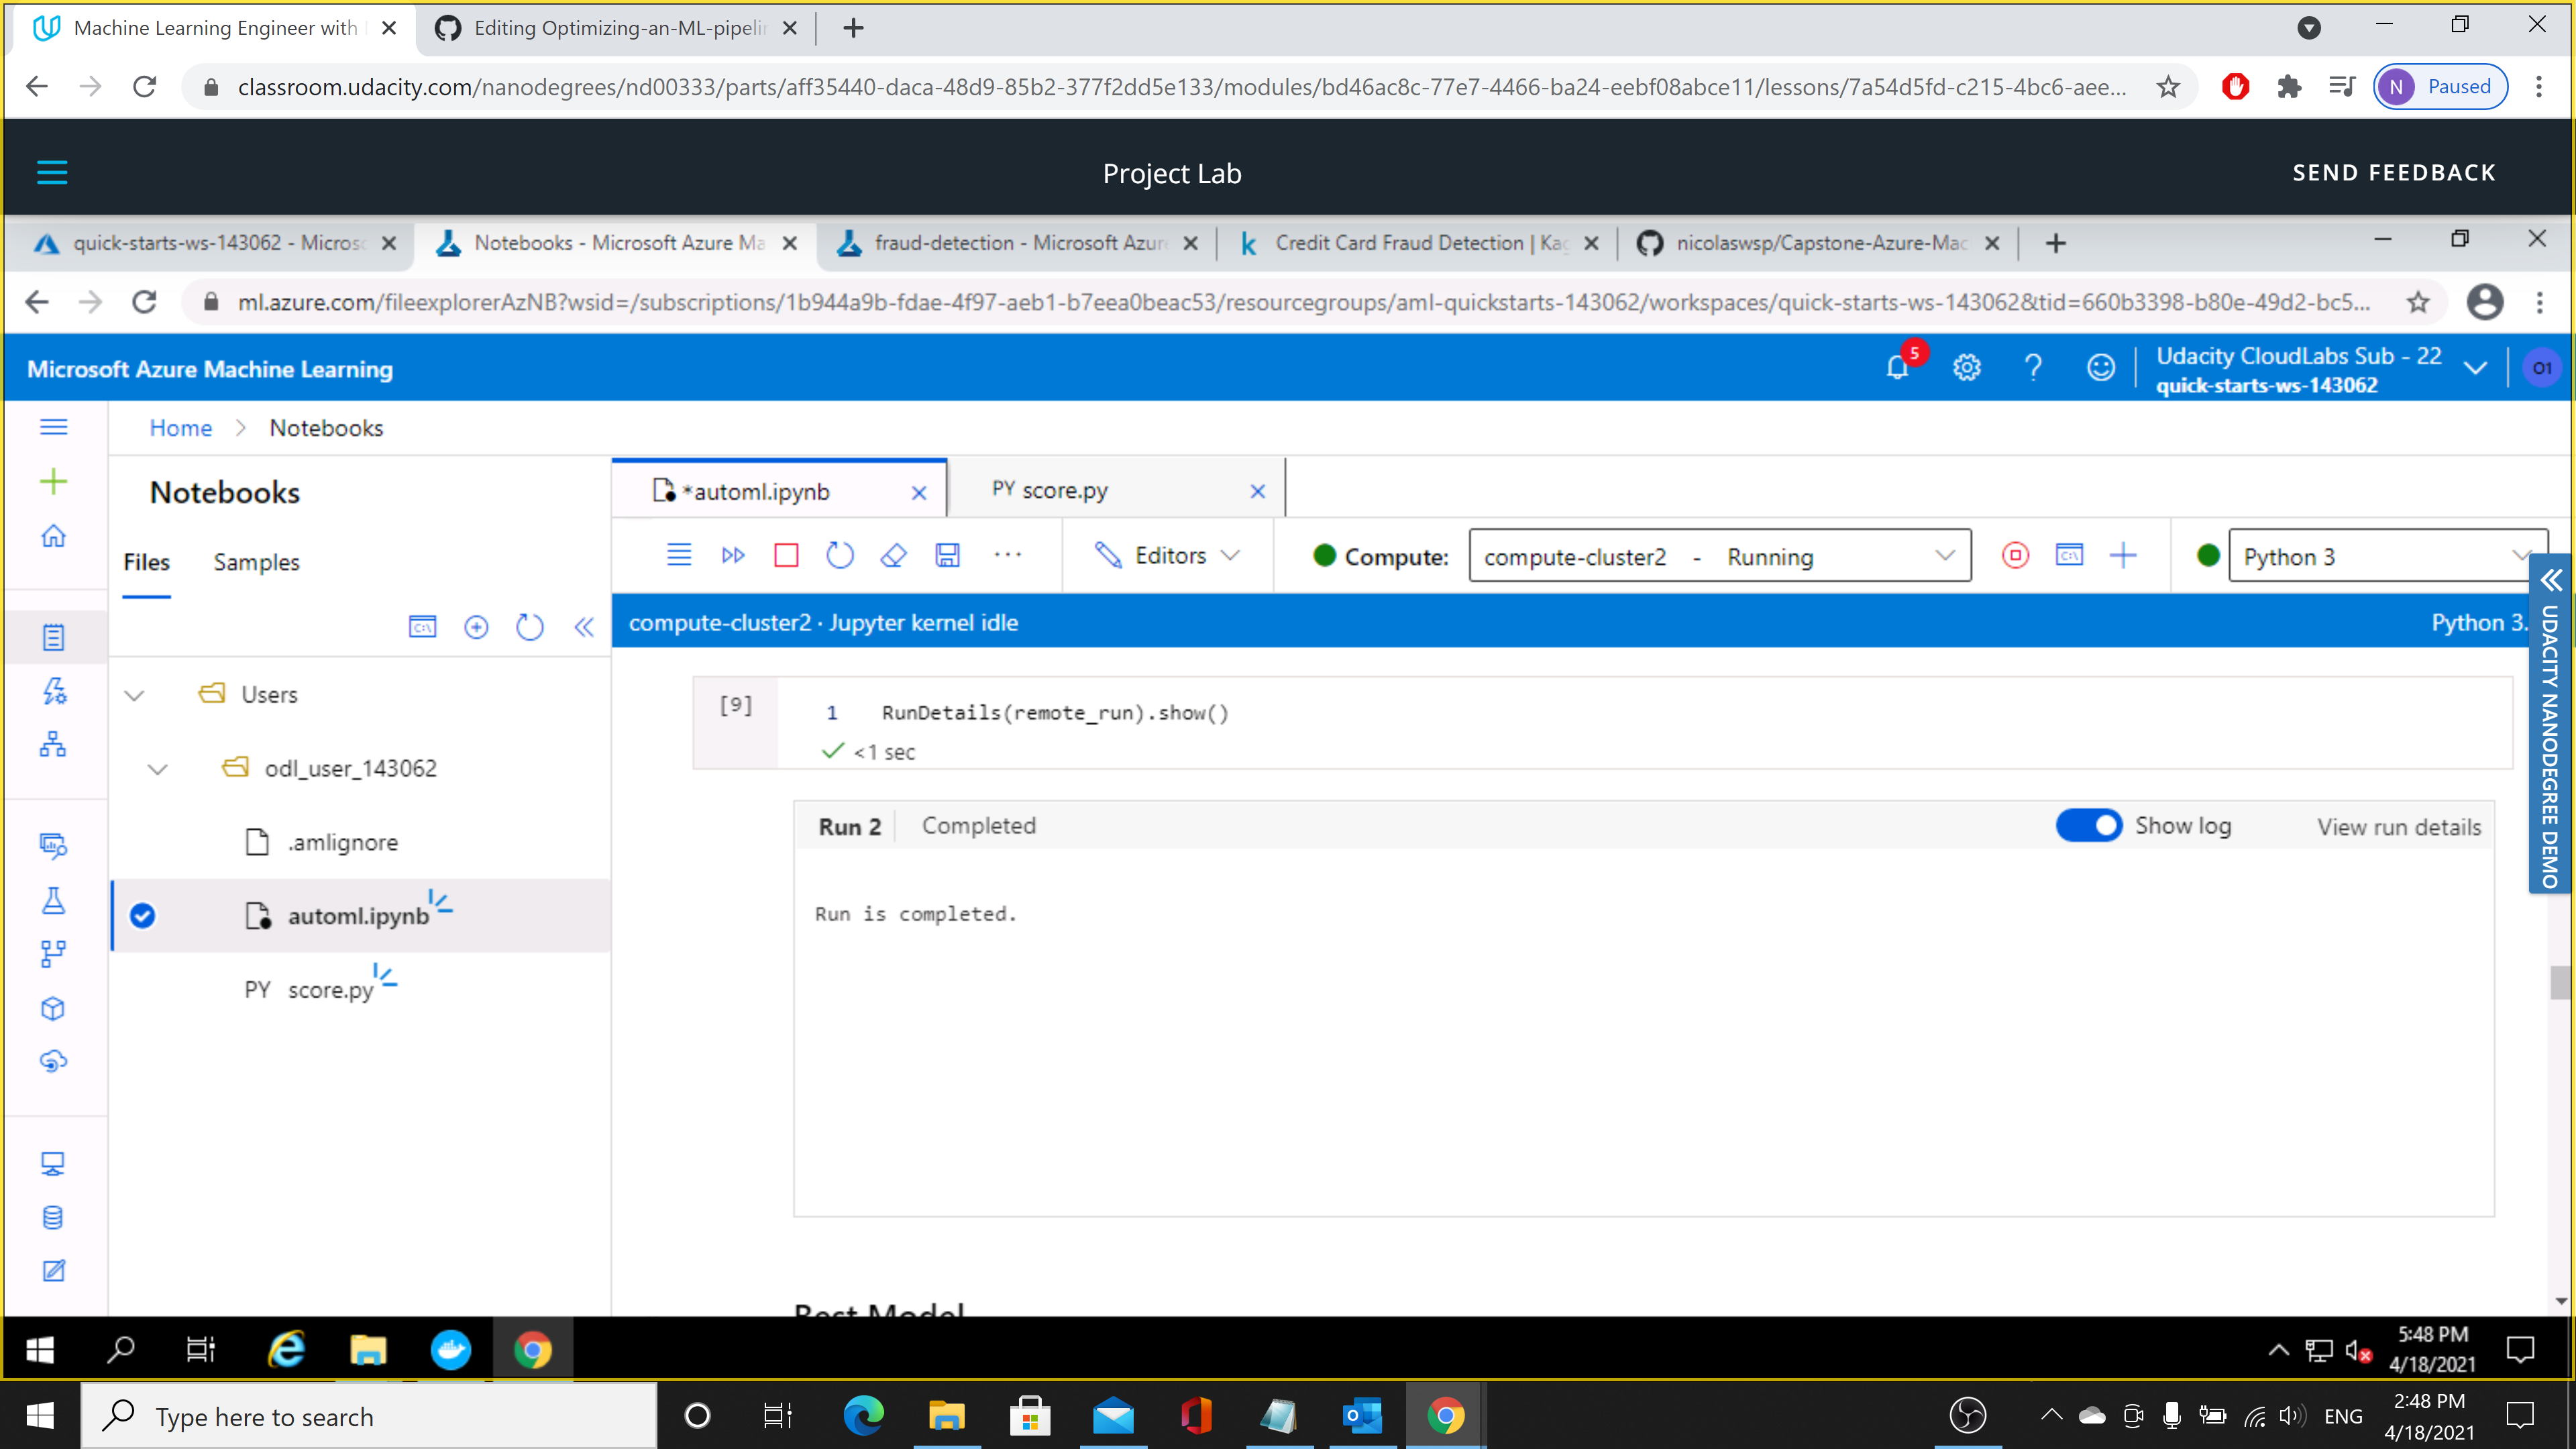 Machine Learning Engineer with
Editing Optimizing-an-ML-pipelin
classroom.udacity.com/nanodegrees/nd00333/parts/aff35440-daca-48d9-85b2-377f2dd5e133/modules/bd46ac8c-77e7-4466-ba24-eebf08abce11/lessons/7a54d5fd-c215-4bc6-aee...
N Paused
Project Lab
SEND FEEDBACK
quick-starts-ws-143062 - Micros
Notebooks - Microsoft Azure Ma
fraud-detection - Microsoft Azure
k Credit Card Fraud Detection | Kag
nicolaswsp/Capstone-Azure-Mac
ml.azure.com/fileexplorerAzNB?wsid=/subscriptions/1b944a9b-fdae-4f97-aeb1-b7eea0beac53/resourcegroups/aml-quickstarts-143062/workspaces/quick-starts-ws-143062&tid=660b3398-b80e-49d2-bc5...
Microsoft Azure Machine Learning
5
Udacity CloudLabs Sub - 22
quick-starts-ws-143062
O1
Home > Notebooks
Notebooks
*automl.ipynb
PY score.py
Files
Samples
Editors
Compute:
compute-cluster2 - Running
Python 3
compute-cluster2 · Jupyter kernel idle
Python 3.
UDACITY NANODEGREE DEMO
Users
odl_user_143062
.amlignore
automl.ipynb
PY score.py
[9]
1 RunDetails(remote_run).show()
<1 sec
Run 2
Completed
Show log
View run details
Run is completed.
Best Model
5:48 PM
4/18/2021
Type here to search
ENG
2:48 PM
4/18/2021